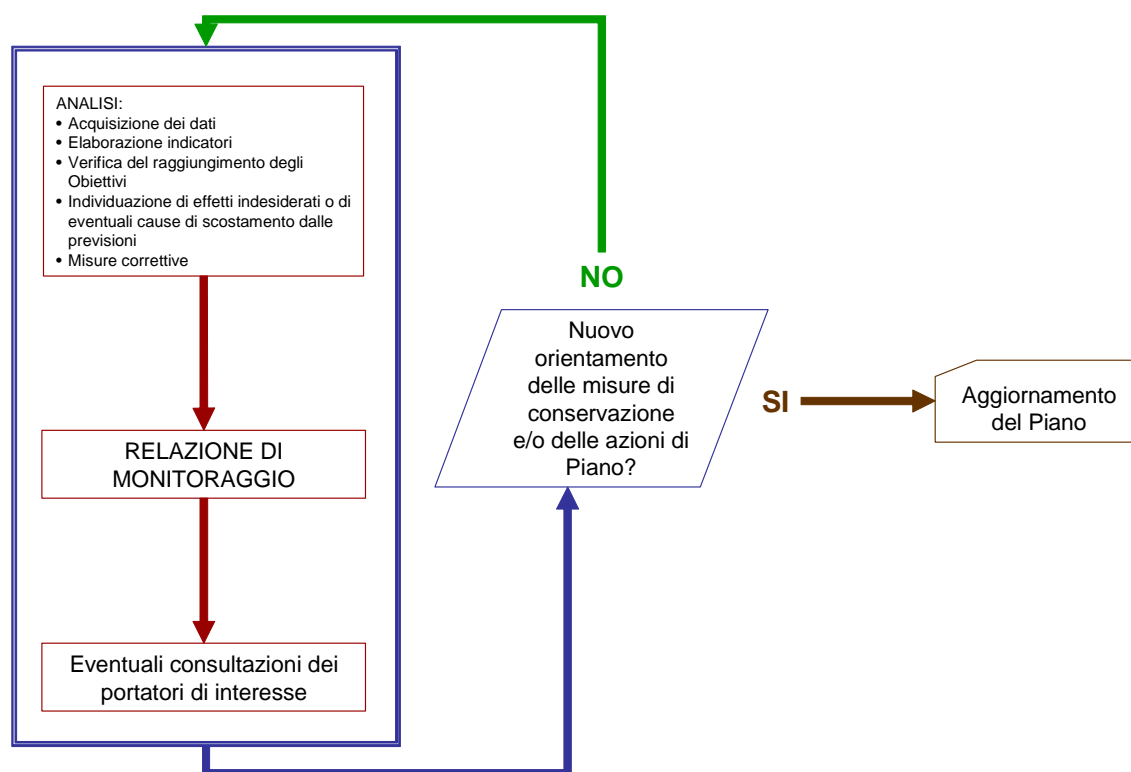 ANALISI:
• Acquisizione dei dati
• Elaborazione indicatori
• Verifica del raggiungimento degli
Obiettivi
• Individuazione di effetti indesiderati o di
eventuali cause di scostamento dalle
previsioni
• Misure correttive
RELAZIONE DI
MONITORAGGIO
Eventuali consultazioni dei
portatori di interesse
NO
Nuovo
orientamento
delle misure di
conservazione
e/o delle azioni di
Piano?
SI
Aggiornamento
del Piano